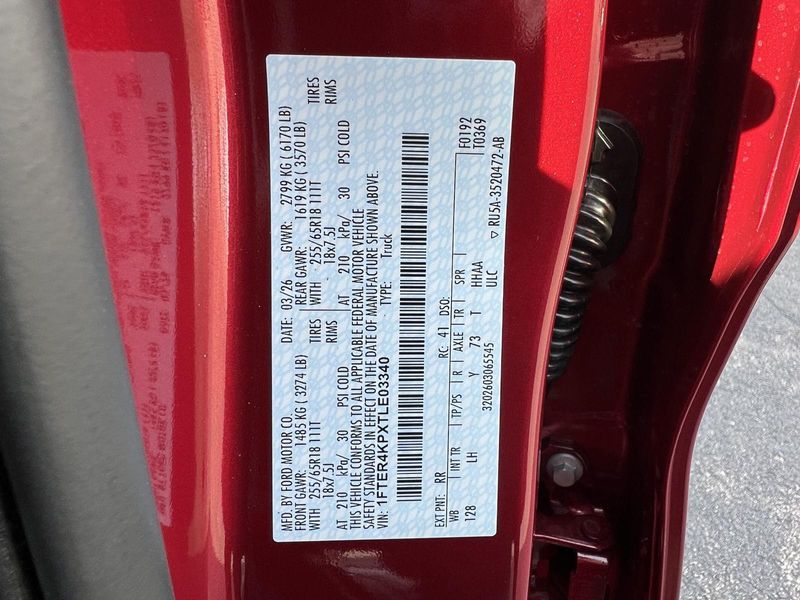 MFD. BY FORD MOTOR CO.
DATE: 03/26 GVWR: 2799 KG ( 6170 LB)
FRONT GAWR: 1485 KG ( 3274 LB) REAR GAWR: 1619 KG ( 3570 LB)
WITH 255/65R18 111T TIRES WITH 255/65R18 111T TIRES
18x7.5J RIMS 18x7.5J RIMS
AT 210 kPa/ 30 PSI COLD AT 210 kPa/ 30 PSI COLD
THIS VEHICLE CONFORMS TO ALL APPLICABLE FEDERAL MOTOR VEHICLE
SAFETY STANDARDS IN EFFECT ON THE DATE OF MANUFACTURE SHOWN ABOVE.
VIN: 1FTER4KPXTLE03340 TYPE: Truck
F0192
T0369
EXT PNT: RR RC: 41 DSO:
WB INT TR TP/PS R AXLE TR SPR
128 LH Y 73 T HHAA
ULC
3202603065545 ▽ RU5A-3520472-AB